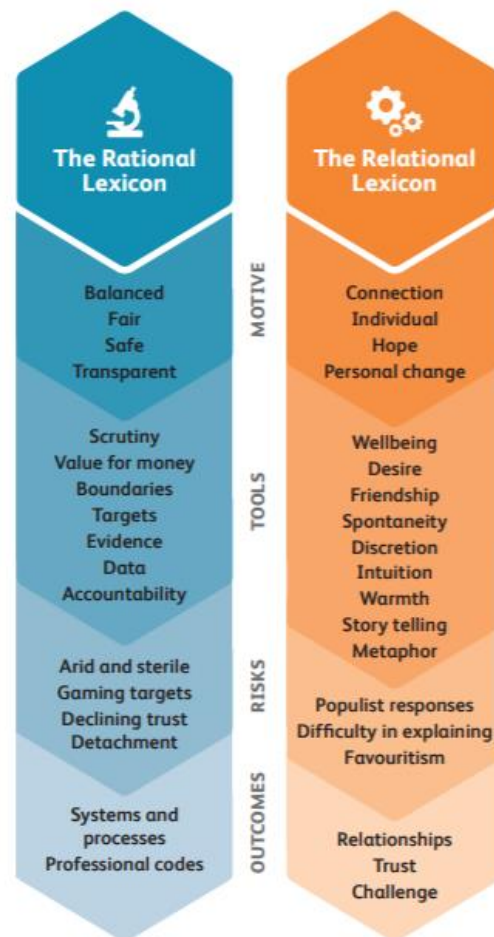 The Rational
Lexicon
Balanced
Fair
Safe
Transparent
Scrutiny
Value for money
Boundaries
Targets
Evidence
Data
Accountability
Arid and sterile
Gaming targets
Declining trust
Detachment
Systems and
processes
Professional codes
MOTIVE
TOOLS
RISKS
OUTCOMES
The Relational
Lexicon
Connection
Individual
Hope
Personal change
Wellbeing
Desire
Friendship
Spontaneity
Discretion
Intuition
Warmth
Story telling
Metaphor
Populist responses
Difficulty in explaining
Favouritism
Relationships
Trust
Challenge